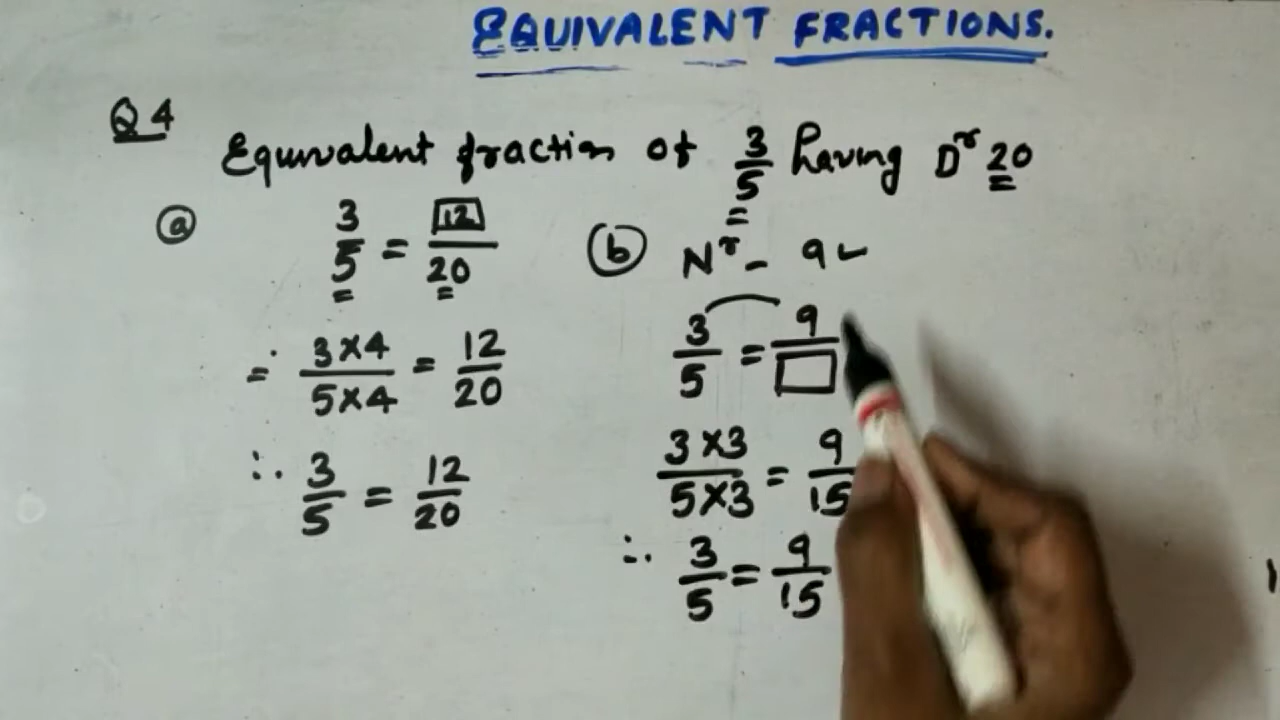 EQUIVALENT FRACTIONS.
Q4
Equivalent fraction of 3/5 having Dʳ 20
ⓐ
3/5 = 12/20
= 3×4/5×4 = 12/20
∴ 3/5 = 12/20
ⓑ Nʳ - 9
3/5 = 9/□
3×3/5×3 = 9/15
∴ 3/5 = 9/15